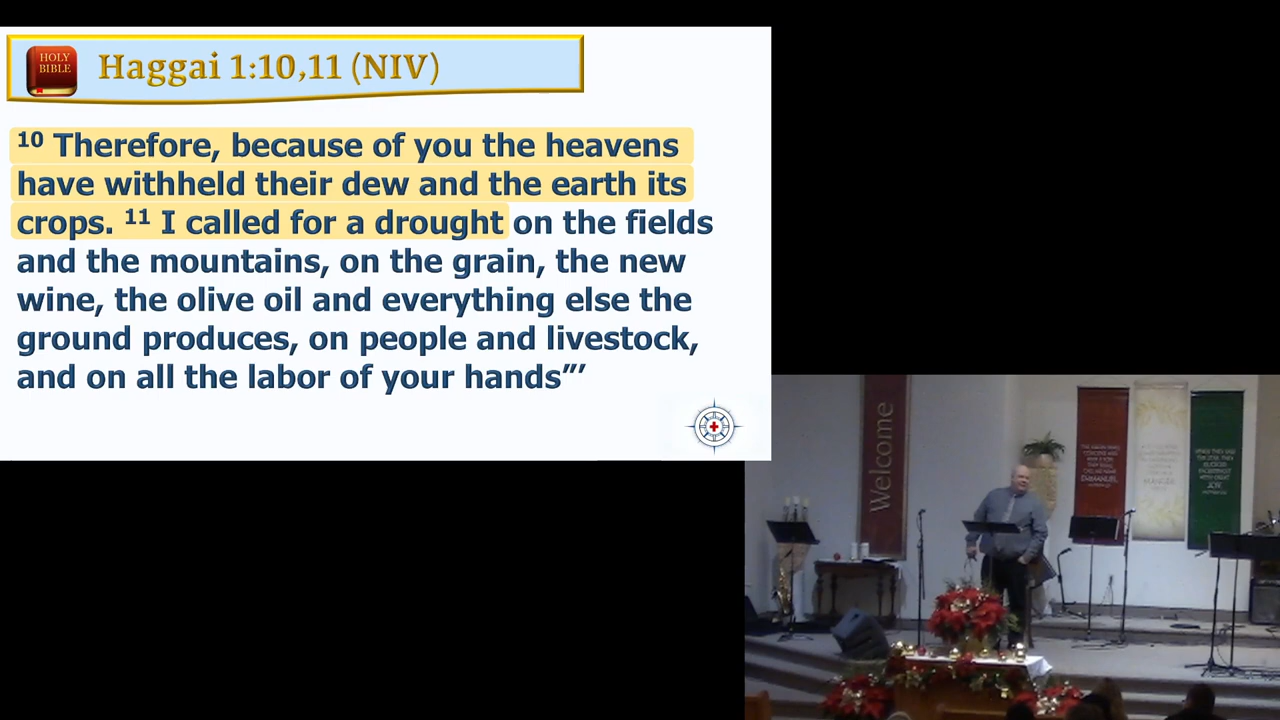 HOLY
BIBLE
Haggai 1:10,11 (NIV)
10 Therefore, because of you the heavens
have withheld their dew and the earth its
crops. 11 I called for a drought on the fields
and the mountains, on the grain, the new
wine, the olive oil and everything else the
ground produces, on people and livestock,
and on all the labor of your hands”’
Welcome
EMMANUEL
JOY